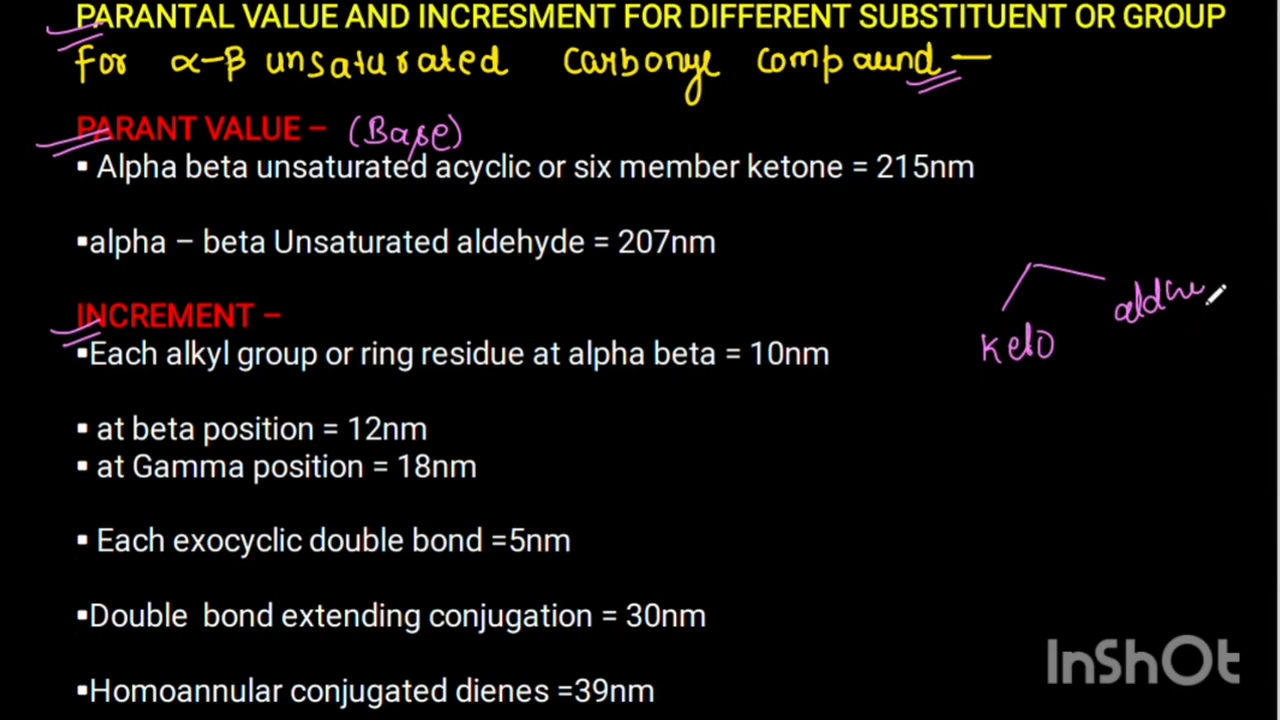 PARANTAL VALUE AND INCRESMENT FOR DIFFERENT SUBSTITUENT OR GROUP
For α-β unsaturated carbonyl compaund —
PARANT VALUE – (Base)
▪ Alpha beta unsaturated acyclic or six member ketone = 215nm
▪alpha – beta Unsaturated aldehyde = 207nm
INCREMENT –
▪Each alkyl group or ring residue at alpha beta = 10nm
Keto
▪ at beta position = 12nm
▪ at Gamma position = 18nm
▪ Each exocyclic double bond =5nm
▪Double bond extending conjugation = 30nm
▪Homoannular conjugated dienes =39nm
InShOt